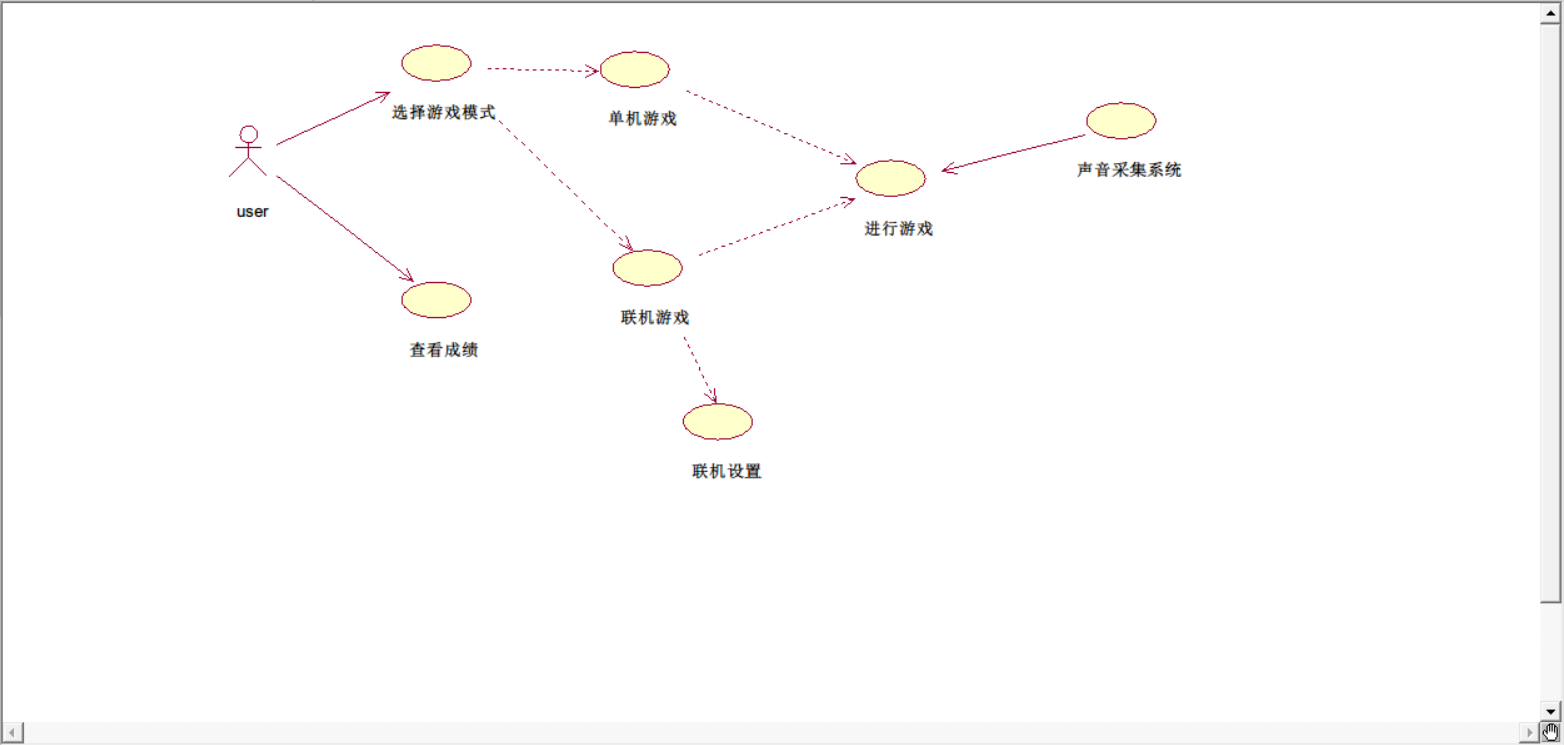 选择游戏模式
单机游戏
声音采集系统
user
进行游戏
联机游戏
查看成绩
联机设置